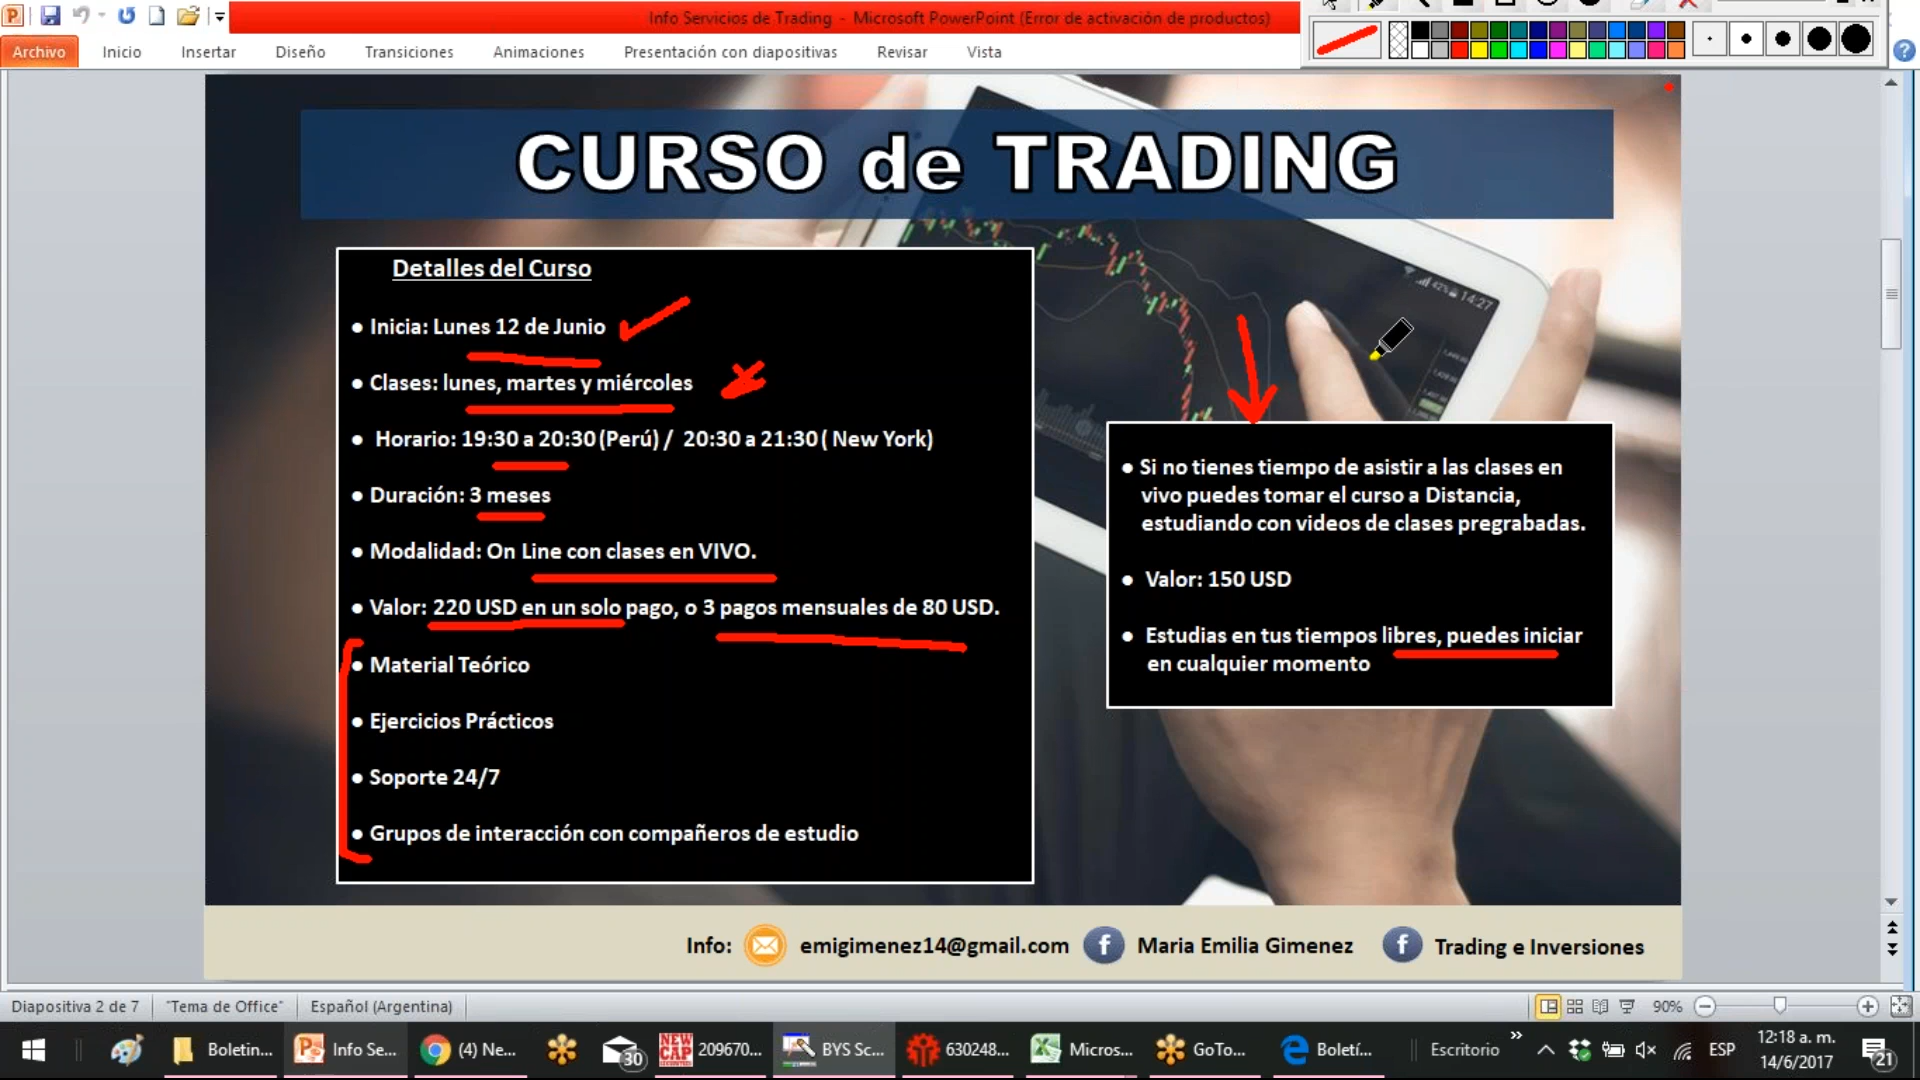 Info Servicios de Trading - Microsoft PowerPoint (Error de activación de productos)
Archivo Inicio Insertar Diseño Transiciones Animaciones Presentación con diapositivas Revisar Vista
CURSO de TRADING
42% 14:27
Detalles del Curso
• Inicia: Lunes 12 de Junio
• Clases: lunes, martes y miércoles
• Horario: 19:30 a 20:30 (Perú) / 20:30 a 21:30 ( New York)
• Duración: 3 meses
• Modalidad: On Line con clases en VIVO.
• Valor: 220 USD en un solo pago, o 3 pagos mensuales de 80 USD.
• Material Teórico
• Ejercicios Prácticos
• Soporte 24/7
• Grupos de interacción con compañeros de estudio
• Si no tienes tiempo de asistir a las clases en
vivo puedes tomar el curso a Distancia,
estudiando con videos de clases pregrabadas.
• Valor: 150 USD
• Estudias en tus tiempos libres, puedes iniciar
en cualquier momento
Info: emigimenez14@gmail.com f Maria Emilia Gimenez f Trading e Inversiones
Diapositiva 2 de 7 "Tema de Office" Español (Argentina) 90%
Boletin... Info Se... (4) Ne... 30 NEW CAP 209670... BYS Sc... 630248... Micros... GoTo... Boletí... Escritorio ESP 12:18 a. m.
14/6/2017 21